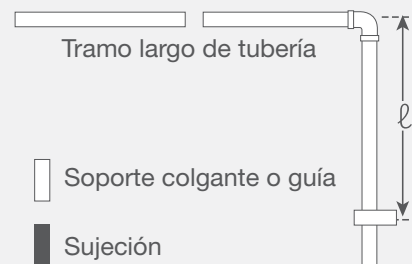 Tramo largo de tubería
ℓ
Soporte colgante o guía
Sujeción